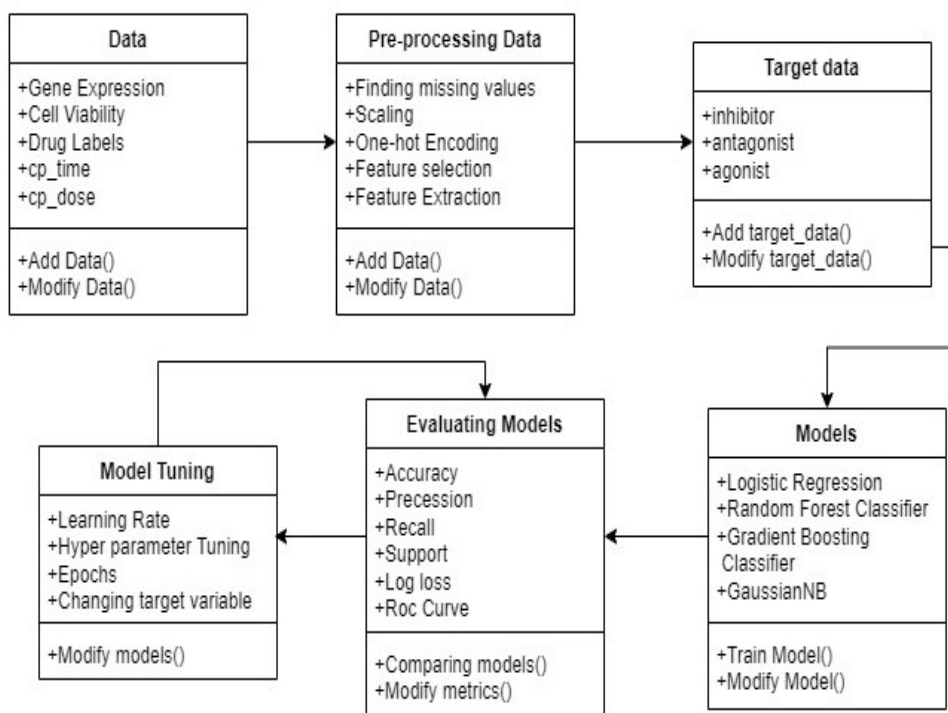 Data
+Gene Expression
+Cell Viability
+Drug Labels
+cp_time
+cp_dose
+Add Data()
+Modify Data()
Pre-processing Data
+Finding missing values
+Scaling
+One-hot Encoding
+Feature selection
+Feature Extraction
+Add Data()
+Modify Data()
Target data
+inhibitor
+antagonist
+agonist
+Add target_data()
+Modify target_data()
Model Tuning
+Learning Rate
+Hyper parameter Tuning
+Epochs
+Changing target variable
+Modify models()
Evaluating Models
+Accuracy
+Precession
+Recall
+Support
+Log loss
+Roc Curve
+Comparing models()
+Modify metrics()
Models
+Logistic Regression
+Random Forest Classifier
+Gradient Boosting
Classifier
+GaussianNB
+Train Model()
+Modify Model()